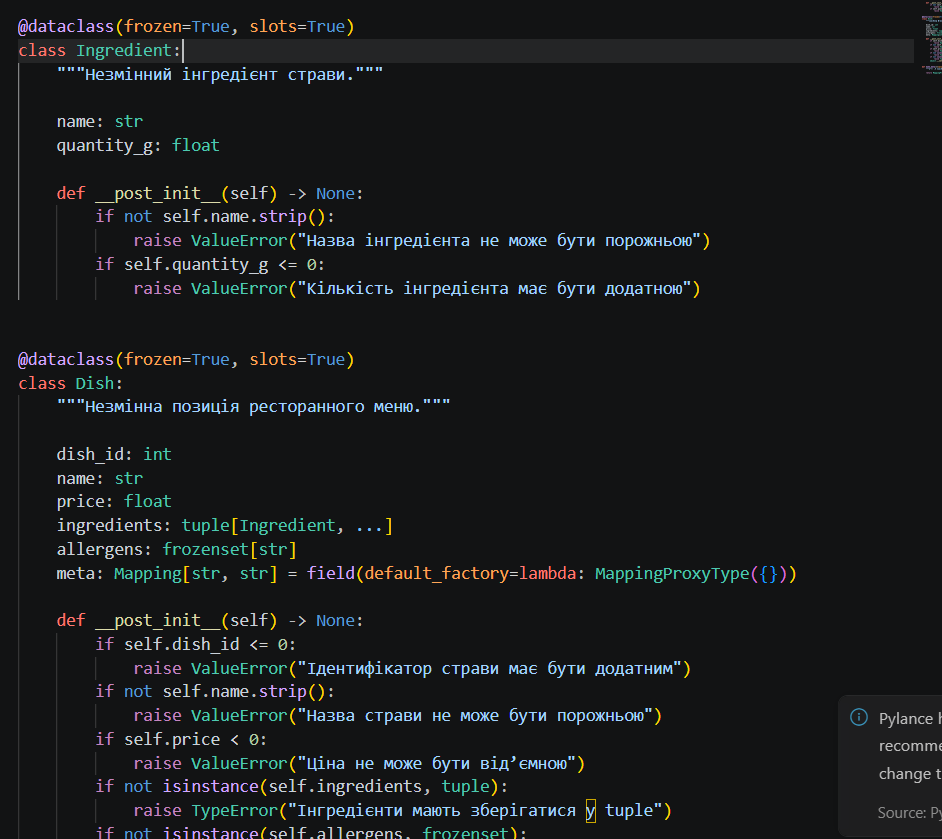 @dataclass(frozen=True, slots=True)
class Ingredient:
    """Незмінний інгредієнт страви."""

    name: str
    quantity_g: float

    def __post_init__(self) -> None:
        if not self.name.strip():
            raise ValueError("Назва інгредієнта не може бути порожньою")
        if self.quantity_g <= 0:
            raise ValueError("Кількість інгредієнта має бути додатною")

@dataclass(frozen=True, slots=True)
class Dish:
    """Незмінна позиція ресторанного меню."""

    dish_id: int
    name: str
    price: float
    ingredients: tuple[Ingredient, ...]
    allergens: frozenset[str]
    meta: Mapping[str, str] = field(default_factory=lambda: MappingProxyType({}))

    def __post_init__(self) -> None:
        if self.dish_id <= 0:
            raise ValueError("Ідентифікатор страви має бути додатним")
        if not self.name.strip():
            raise ValueError("Назва страви не може бути порожньою")
        if self.price < 0:
            raise ValueError("Ціна не може бути від’ємною")
        if not isinstance(self.ingredients, tuple):
            raise TypeError("Інгредієнти мають зберігатися у tuple")
        if not isinstance(self.allergens, frozenset):
Pylance
recomme
change t
Source: Py